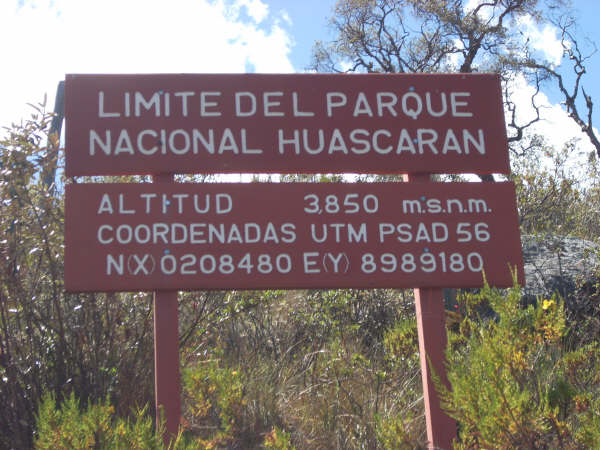 LIMITE DEL PARQUE
NACIONAL HUASCARAN
ALTITUD 3,850 m.s.n.m.
COORDENADAS UTM PSAD 56
N(X) 0208480 E(Y) 8989180